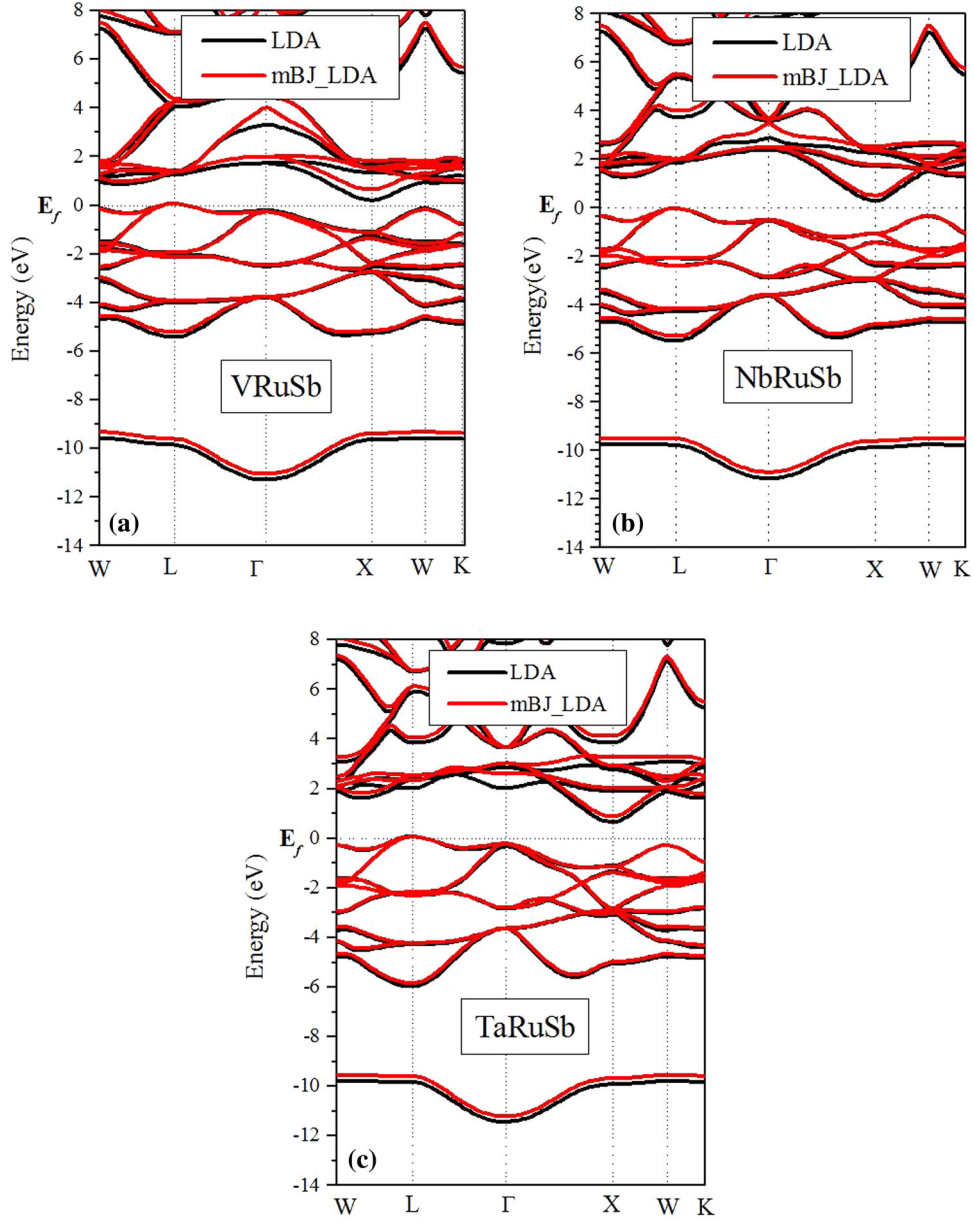 8
6
4
2
0
-2
-4
-6
-8
-10
-12
-14
E_f
Energy (eV)
LDA
mBJ_LDA
VRuSb
(a)
W L Γ X W K
8
6
4
2
0
-2
-4
-6
-8
-10
-12
-14
E_f
Energy(eV)
LDA
mBJ_LDA
NbRuSb
(b)
W L Γ X W K
8
6
4
2
0
-2
-4
-6
-8
-10
-12
-14
E_f
Energy (eV)
LDA
mBJ_LDA
TaRuSb
(c)
W L Γ X W K